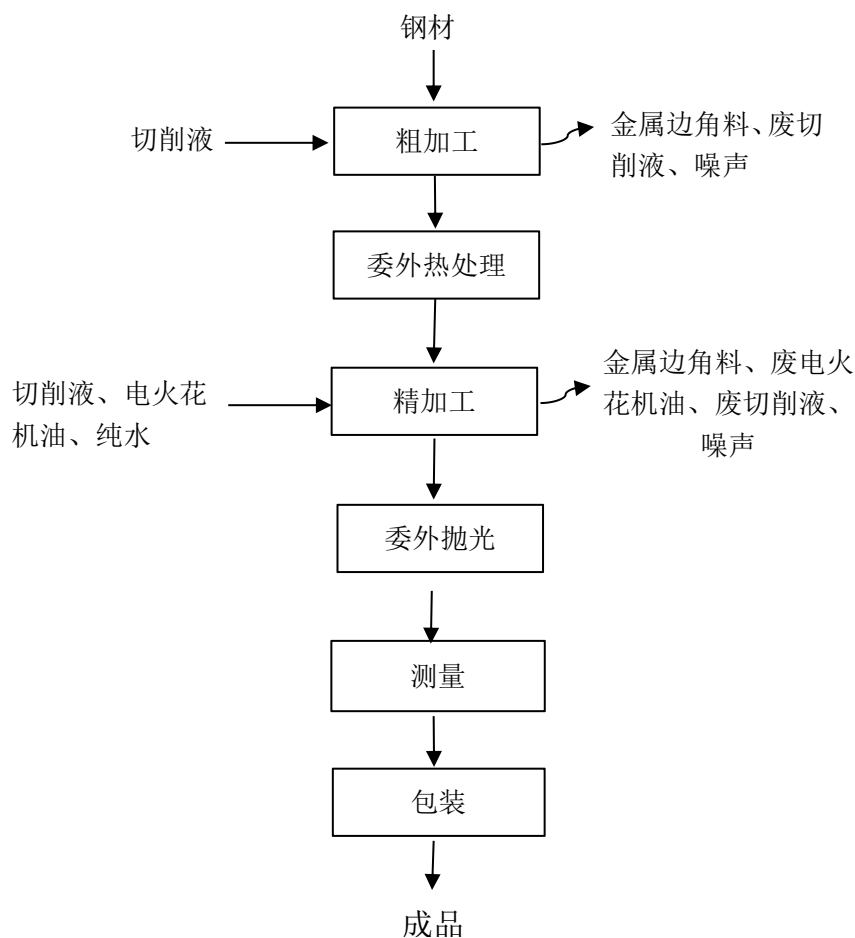 钢材
切削液
粗加工
金属边角料、废切
削液、噪声
委外热处理
切削液、电火花
机油、纯水
精加工
金属边角料、废电火
花机油、废切削液、
噪声
委外抛光
测量
包装
成品